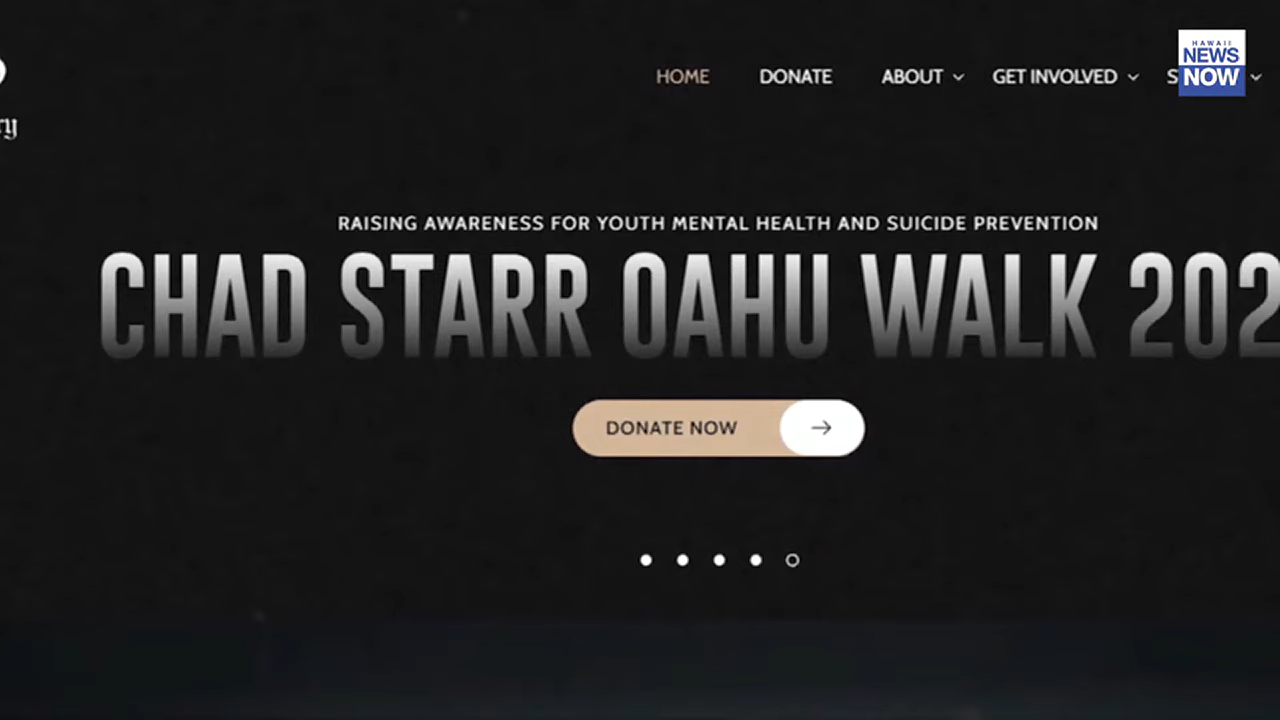 HOME DONATE ABOUT GET INVOLVED
HAWAII
NEWS
NOW
RAISING AWARENESS FOR YOUTH MENTAL HEALTH AND SUICIDE PREVENTION
CHAD STARR OAHU WALK 202
DONATE NOW